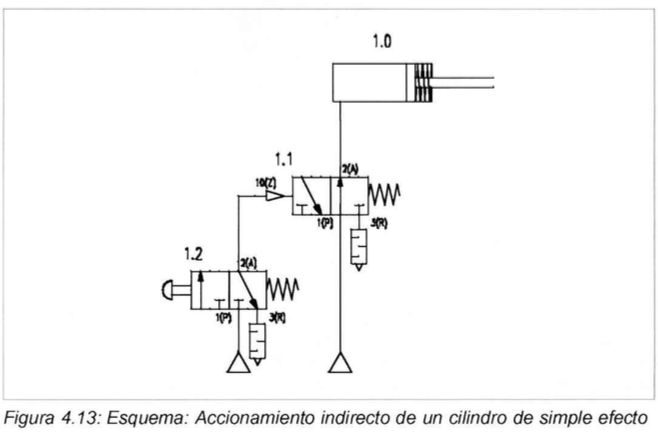 1.0
1.1
2(A)
10(Z)
1(P)
3(R)
1.2
2(A)
1(P)
3(R)
Figura 4.13: Esquema: Accionamiento indirecto de un cilindro de simple efecto